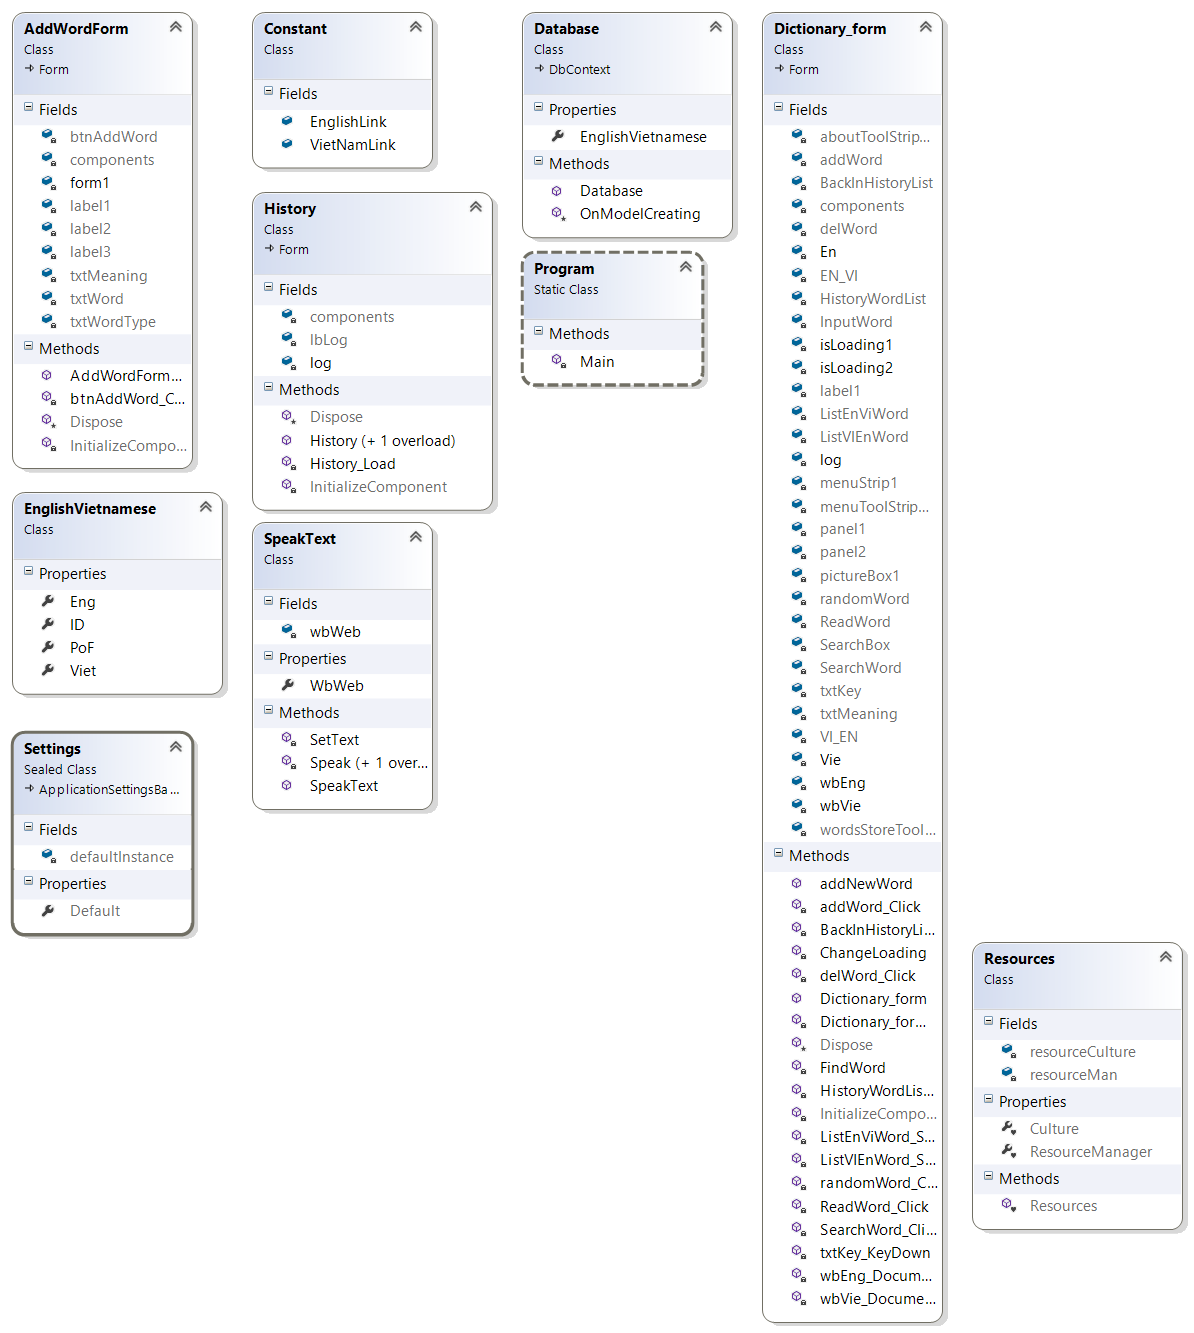 AddWordForm
Class
Form
Fields
btnAddWord
components
form1
label1
label2
label3
txtMeaning
txtWord
txtWordType
Methods
AddWordForm...
btnAddWord_C...
Dispose
InitializeCompo...
EnglishVietnamese
Class
Properties
Eng
ID
PoF
Viet
Settings
Sealed Class
ApplicationSettingsBa...
Fields
defaultInstance
Properties
Default
Constant
Class
Fields
EnglishLink
VietNamLink
History
Class
Form
Fields
components
lbLog
log
Methods
Dispose
History (+ 1 overload)
History_Load
InitializeComponent
SpeakText
Class
Fields
wbWeb
Properties
WbWeb
Methods
SetText
Speak (+ 1 over...
SpeakText
Database
Class
DbContext
Properties
EnglishVietnamese
Methods
Database
OnModelCreating
Program
Static Class
Methods
Main
Dictionary_form
Class
Form
Fields
aboutToolStrip...
addWord
BackInHistoryList
components
delWord
En
EN_VI
HistoryWordList
InputWord
isLoading1
isLoading2
label1
ListEnViWord
ListVIEnWord
log
menuStrip1
menuToolStrip...
panel1
panel2
pictureBox1
randomWord
ReadWord
SearchBox
SearchWord
txtKey
txtMeaning
VI_EN
Vie
wbEng
wbVie
wordsStoreTool...
Methods
addNewWord
addWord_Click
BackInHistoryLi...
ChangeLoading
delWord_Click
Dictionary_form
Dictionary_for...
Dispose
FindWord
HistoryWordLis...
InitializeCompo...
ListEnViWord_S...
ListVIEnWord_S...
randomWord_C...
ReadWord_Click
SearchWord_Cli...
txtKey_KeyDown
wbEng_Docum...
wbVie_Docume...
Resources
Class
Fields
resourceCulture
resourceMan
Properties
Culture
ResourceManager
Methods
Resources